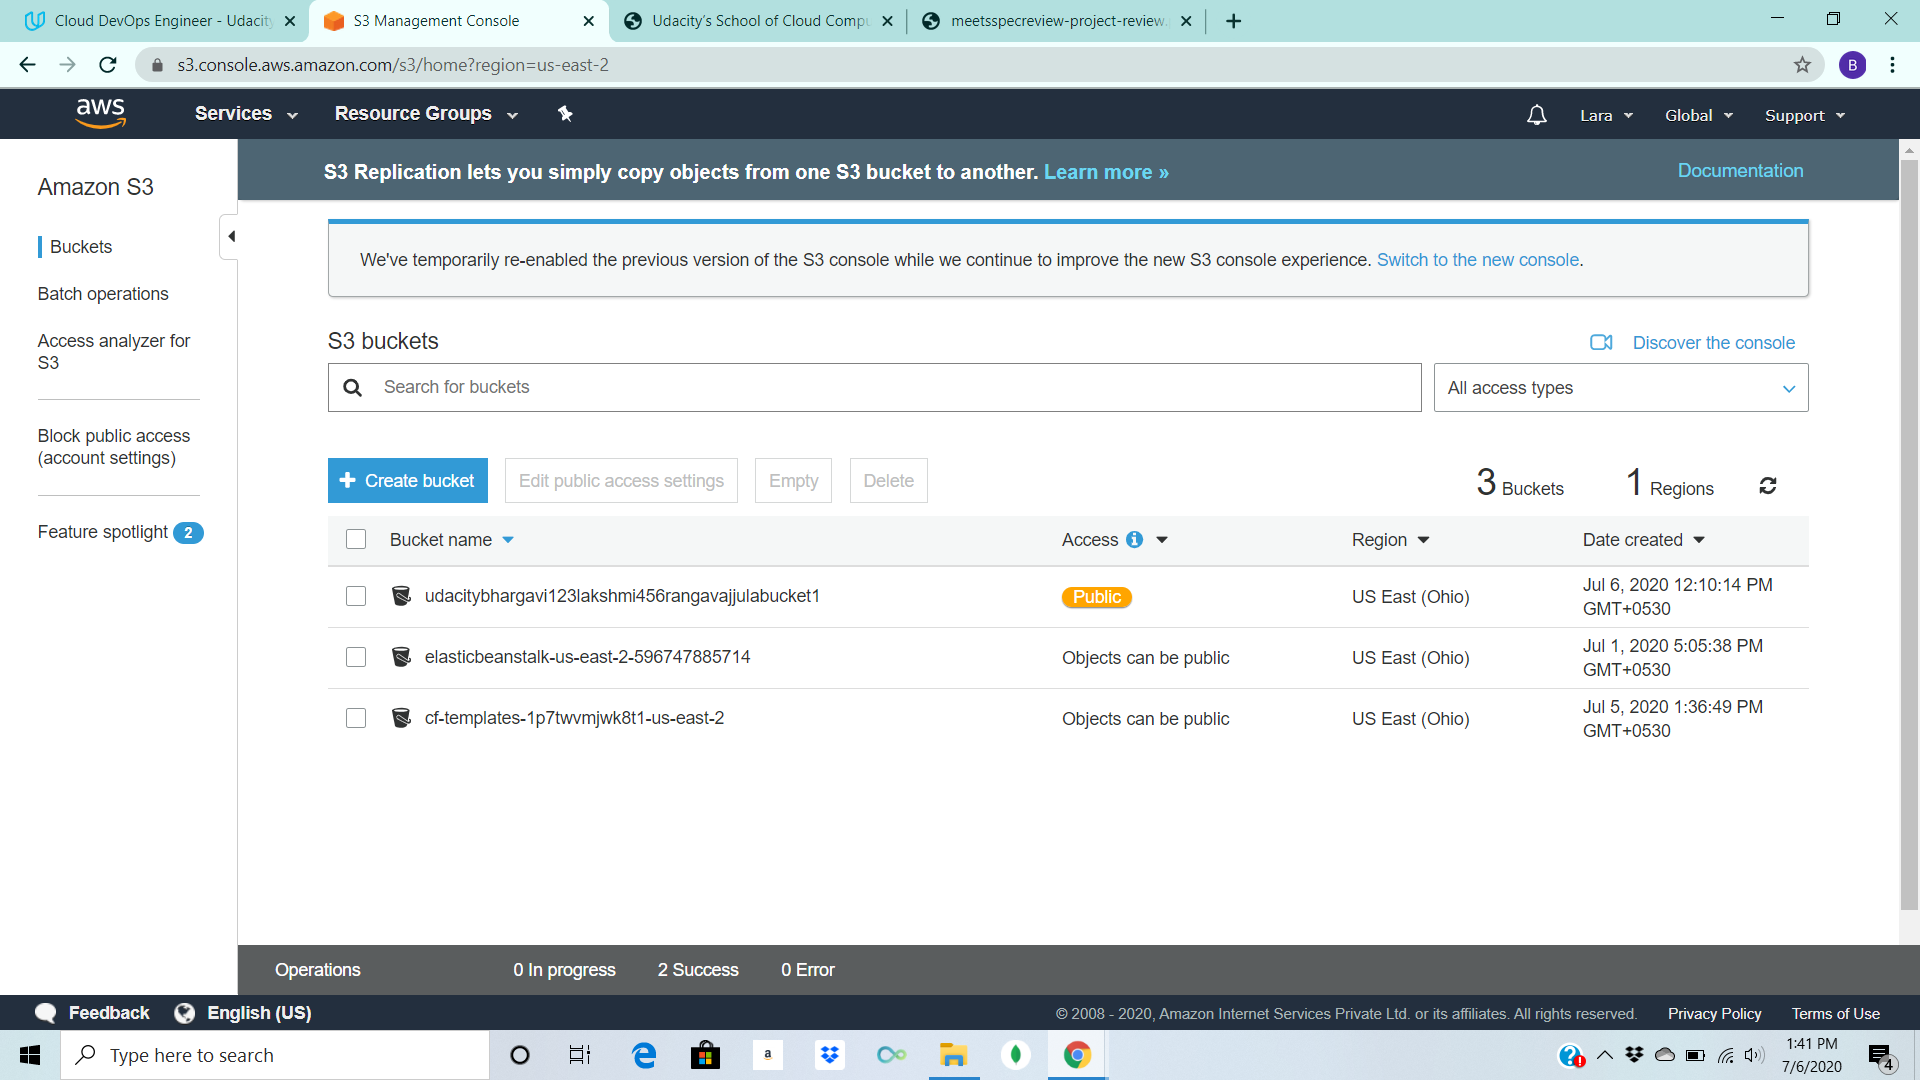 Cloud DevOps Engineer - Udacity
S3 Management Console
Udacity's School of Cloud Compu
meetsspecreview-project-review.
s3.console.aws.amazon.com/s3/home?region=us-east-2
B
aws
Services
Resource Groups
Lara
Global
Support
Amazon S3
Buckets
Batch operations
Access analyzer for
S3
Block public access
(account settings)
Feature spotlight 2
S3 Replication lets you simply copy objects from one S3 bucket to another. Learn more »
Documentation
We've temporarily re-enabled the previous version of the S3 console while we continue to improve the new S3 console experience. Switch to the new console.
S3 buckets
Discover the console
Search for buckets
All access types
Create bucket
Edit public access settings
Empty
Delete
3 Buckets
1 Regions
Bucket name
Access
Region
Date created
udacitybhargavi123lakshmi456rangavajjulabucket1
Public
US East (Ohio)
Jul 6, 2020 12:10:14 PM
GMT+0530
elasticbeanstalk-us-east-2-596747885714
Objects can be public
US East (Ohio)
Jul 1, 2020 5:05:38 PM
GMT+0530
cf-templates-1p7twvmjwk8t1-us-east-2
Objects can be public
US East (Ohio)
Jul 5, 2020 1:36:49 PM
GMT+0530
Operations
0 In progress
2 Success
0 Error
Feedback
English (US)
© 2008 - 2020, Amazon Internet Services Private Ltd. or its affiliates. All rights reserved.
Privacy Policy
Terms of Use
Type here to search
a
1:41 PM
7/6/2020
4